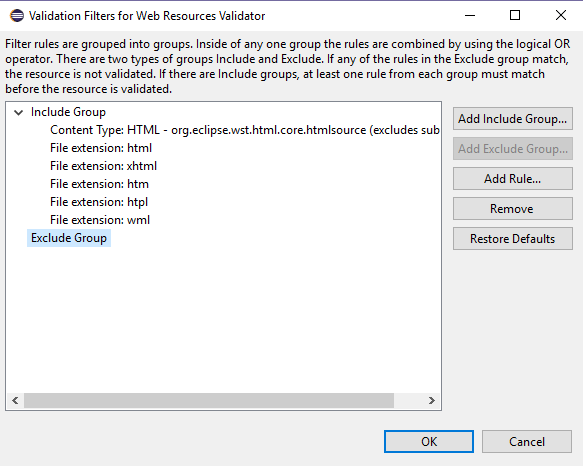 Validation Filters for Web Resources Validator
Filter rules are grouped into groups. Inside of any one group the rules are combined by using the logical OR
operator. There are two types of groups Include and Exclude. If any of the rules in the Exclude group match,
the resource is not validated. If there are Include groups, at least one rule from each group must match
before the resource is validated.
Include Group
Content Type: HTML - org.eclipse.wst.html.core.htmlsource (excludes sub
File extension: html
File extension: xhtml
File extension: htm
File extension: htpl
File extension: wml
Exclude Group
Add Include Group...
Add Exclude Group...
Add Rule...
Remove
Restore Defaults
OK
Cancel